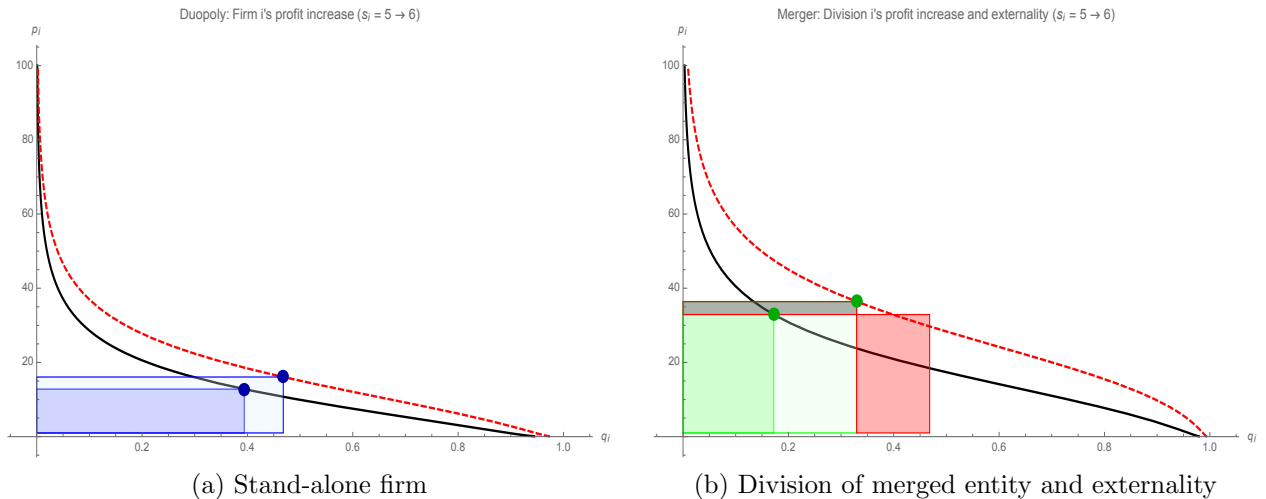 Duopoly: Firm i's profit increase (sᵢ = 5 → 6)
pᵢ
100
80
60
40
20
0.2
0.4
0.6
0.8
1.0
qᵢ
(a) Stand-alone firm
Merger: Division i's profit increase and externality (sᵢ = 5 → 6)
pᵢ
100
80
60
40
20
0.2
0.4
0.6
0.8
1.0
qᵢ
(b) Division of merged entity and externality